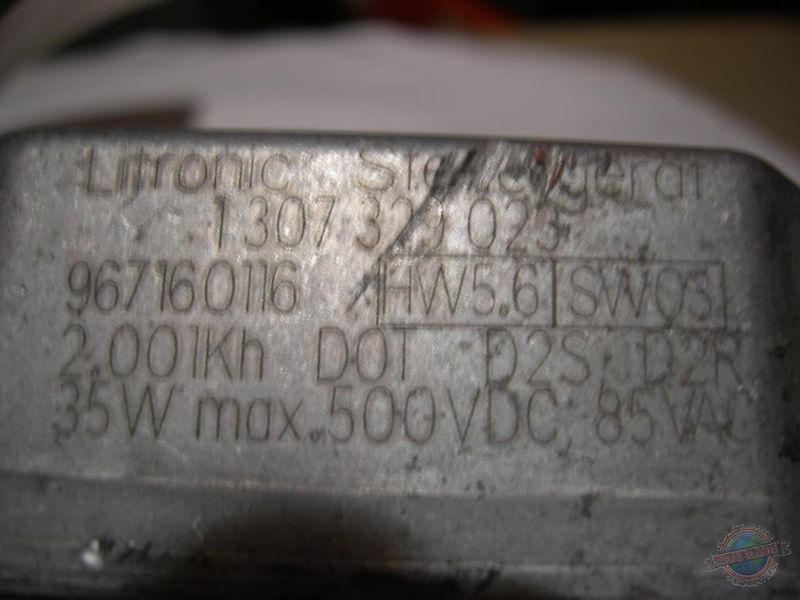 Litronic Steuergerät
1 307 329 023
967160116 HW5.6 SW03
2.001Kh DOT D2S, D2R
35W max. 500VDC, 85VAC